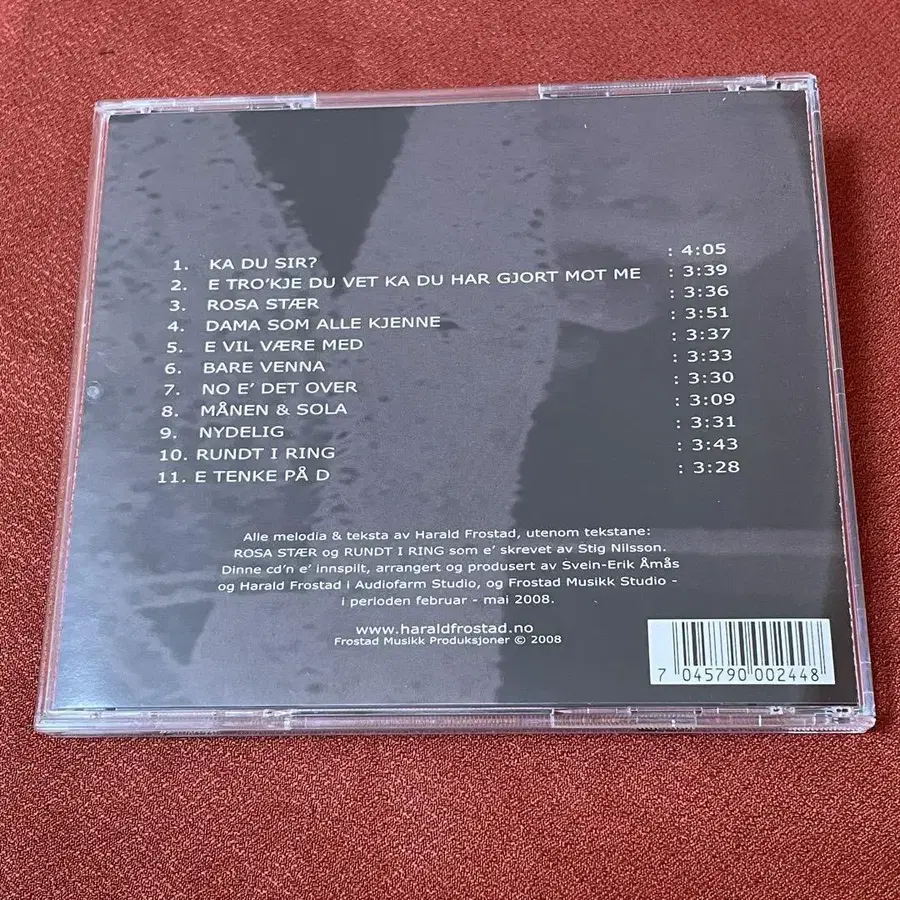 1. KA DU SIR? : 4:05
2. E TRO'KJE DU VET KA DU HAR GJORT MOT ME : 3:39
3. ROSA STÆR : 3:36
4. DAMA SOM ALLE KJENNE : 3:51
5. E VIL VÆRE MED : 3:37
6. BARE VENNA : 3:33
7. NO E' DET OVER : 3:30
8. MÅNEN & SOLA : 3:09
9. NYDELIG : 3:31
10. RUNDT I RING : 3:43
11. E TENKE PÅ D : 3:28
Alle melodia & teksta av Harald Frostad, utenom tekstane:
ROSA STÆR og RUNDT I RING som e' skrevet av Stig Nilsson.
Dinne cd'n e' innspilt, arrangert og produsert av Svein-Erik Åmås
og Harald Frostad i Audiofarm Studio, og Frostad Musikk Studio -
i perioden februar - mai 2008.
www.haraldfrostad.no
Frostad Musikk Produksjoner © 2008
7 045790 002448